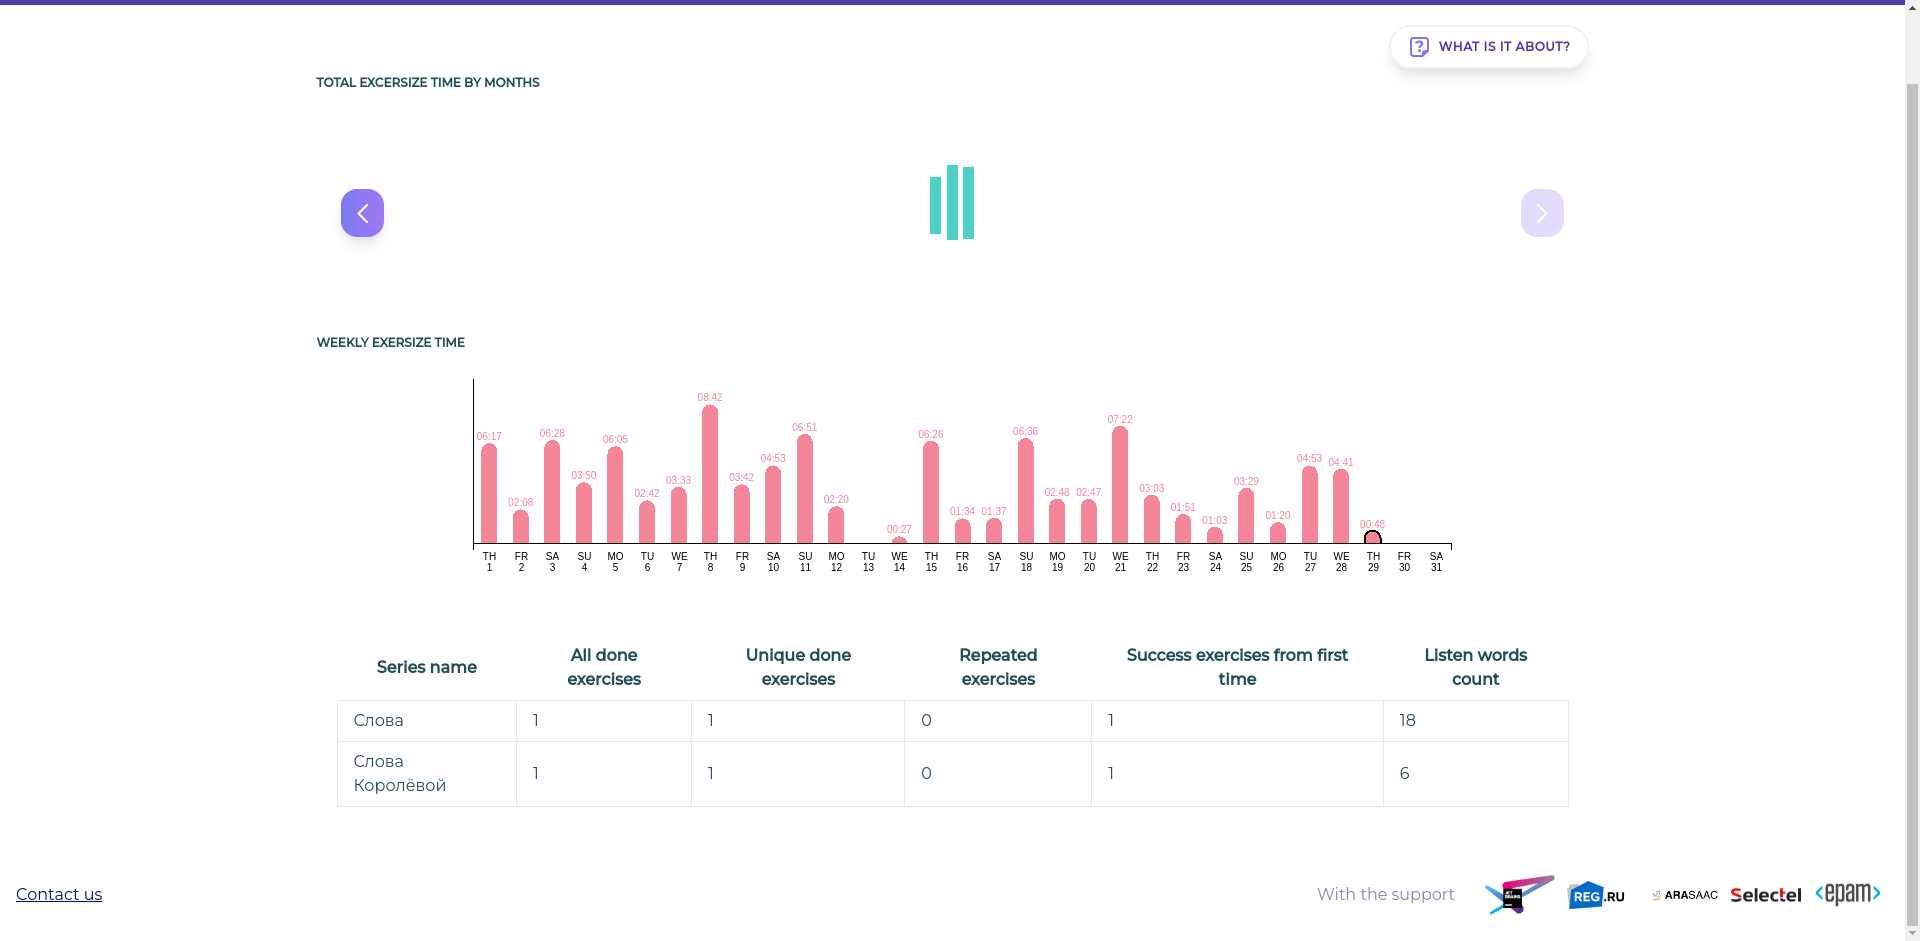 WHAT IS IT ABOUT?
TOTAL EXCERSIZE TIME BY MONTHS
WEEKLY EXERSIZE TIME
06:17 02:08 06:28 03:50 06:05 02:42 03:33 08:42 03:42 04:53 06:51 02:20 00:27 06:26 01:34 01:37 06:36 02:48 02:47 07:22 03:03 01:51 01:03 03:29 01:20 04:53 04:41 00:48
TH FR SA SU MO TU WE TH FR SA SU MO TU WE TH FR SA SU MO TU WE TH FR SA SU MO TU WE TH FR SA
1 2 3 4 5 6 7 8 9 10 11 12 13 14 15 16 17 18 19 20 21 22 23 24 25 26 27 28 29 30 31
Series name All done exercises Unique done exercises Repeated exercises Success exercises from first time Listen words count
Слова 1 1 0 1 18
Слова Королёвой 1 1 0 1 6
Contact us With the support JET BRAINS REG.RU ARASAAC Selectel <epam>